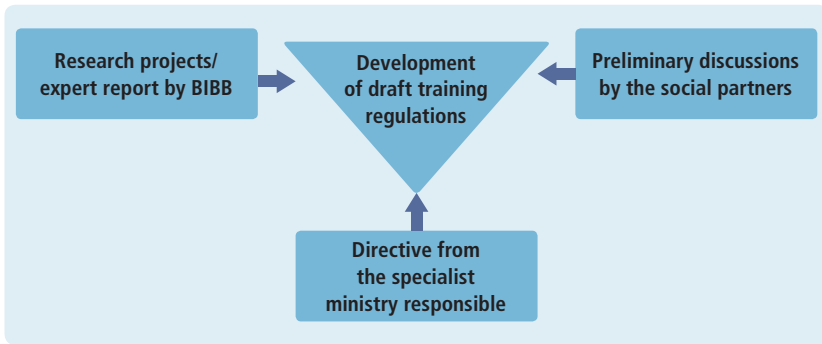 Research projects/
expert report by BIBB
Development
of draft training
regulations
Preliminary discussions
by the social partners
Directive from
the specialist
ministry responsible